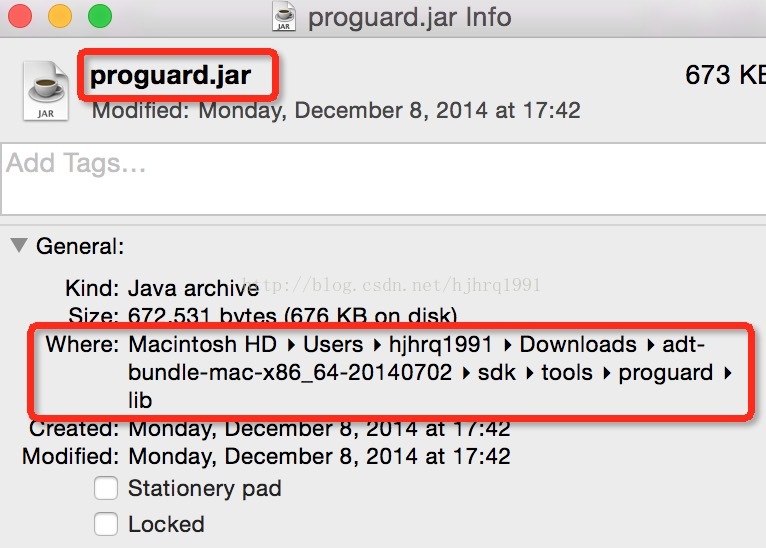 proguard.jar Info
JAR
proguard.jar
673 KB
Modified: Monday, December 8, 2014 at 17:42
JAR
Add Tags…
General:
http://blog.csdn.net/hjhrq1991
Kind: Java archive
Size: 672,531 bytes (676 KB on disk)
Where: Macintosh HD ▸ Users ▸ hjhrq1991 ▸ Downloads ▸ adt-
bundle-mac-x86_64-20140702 ▸ sdk ▸ tools ▸ proguard ▸
lib
Created: Monday, December 8, 2014 at 17:42
Modified: Monday, December 8, 2014 at 17:42
Stationery pad
Locked